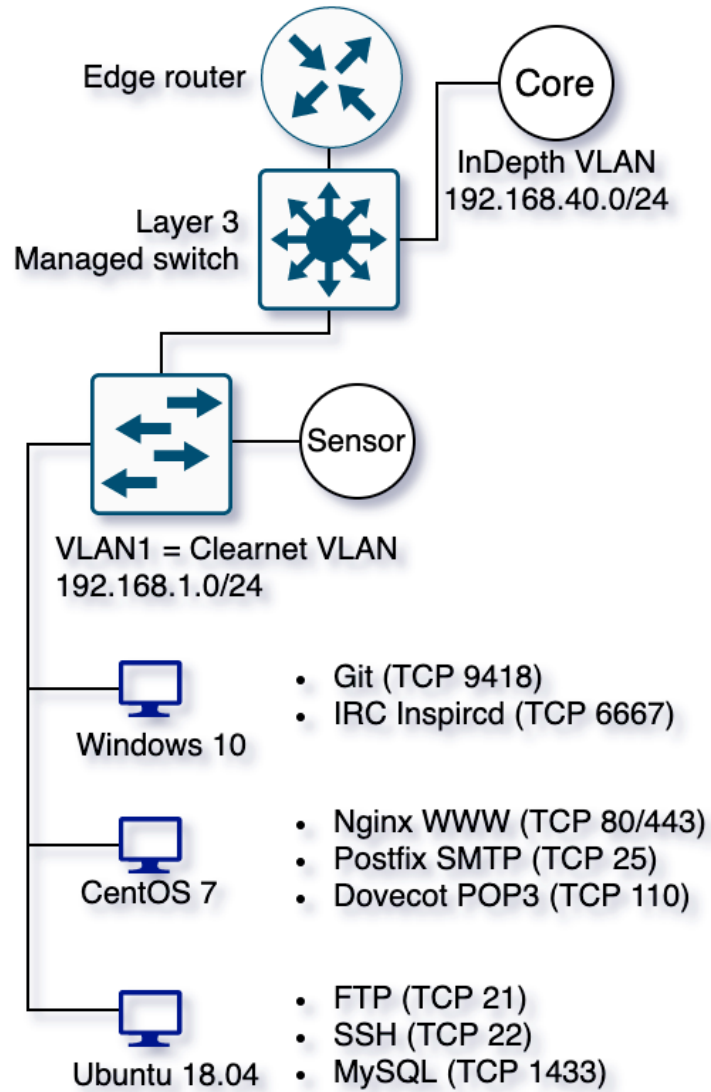 Edge router
Core
InDepth VLAN
192.168.40.0/24
Layer 3
Managed switch
Sensor
VLAN1 = Clearnet VLAN
192.168.1.0/24
Windows 10
• Git (TCP 9418)
• IRC Inspircd (TCP 6667)
CentOS 7
• Nginx WWW (TCP 80/443)
• Postfix SMTP (TCP 25)
• Dovecot POP3 (TCP 110)
Ubuntu 18.04
• FTP (TCP 21)
• SSH (TCP 22)
• MySQL (TCP 1433)